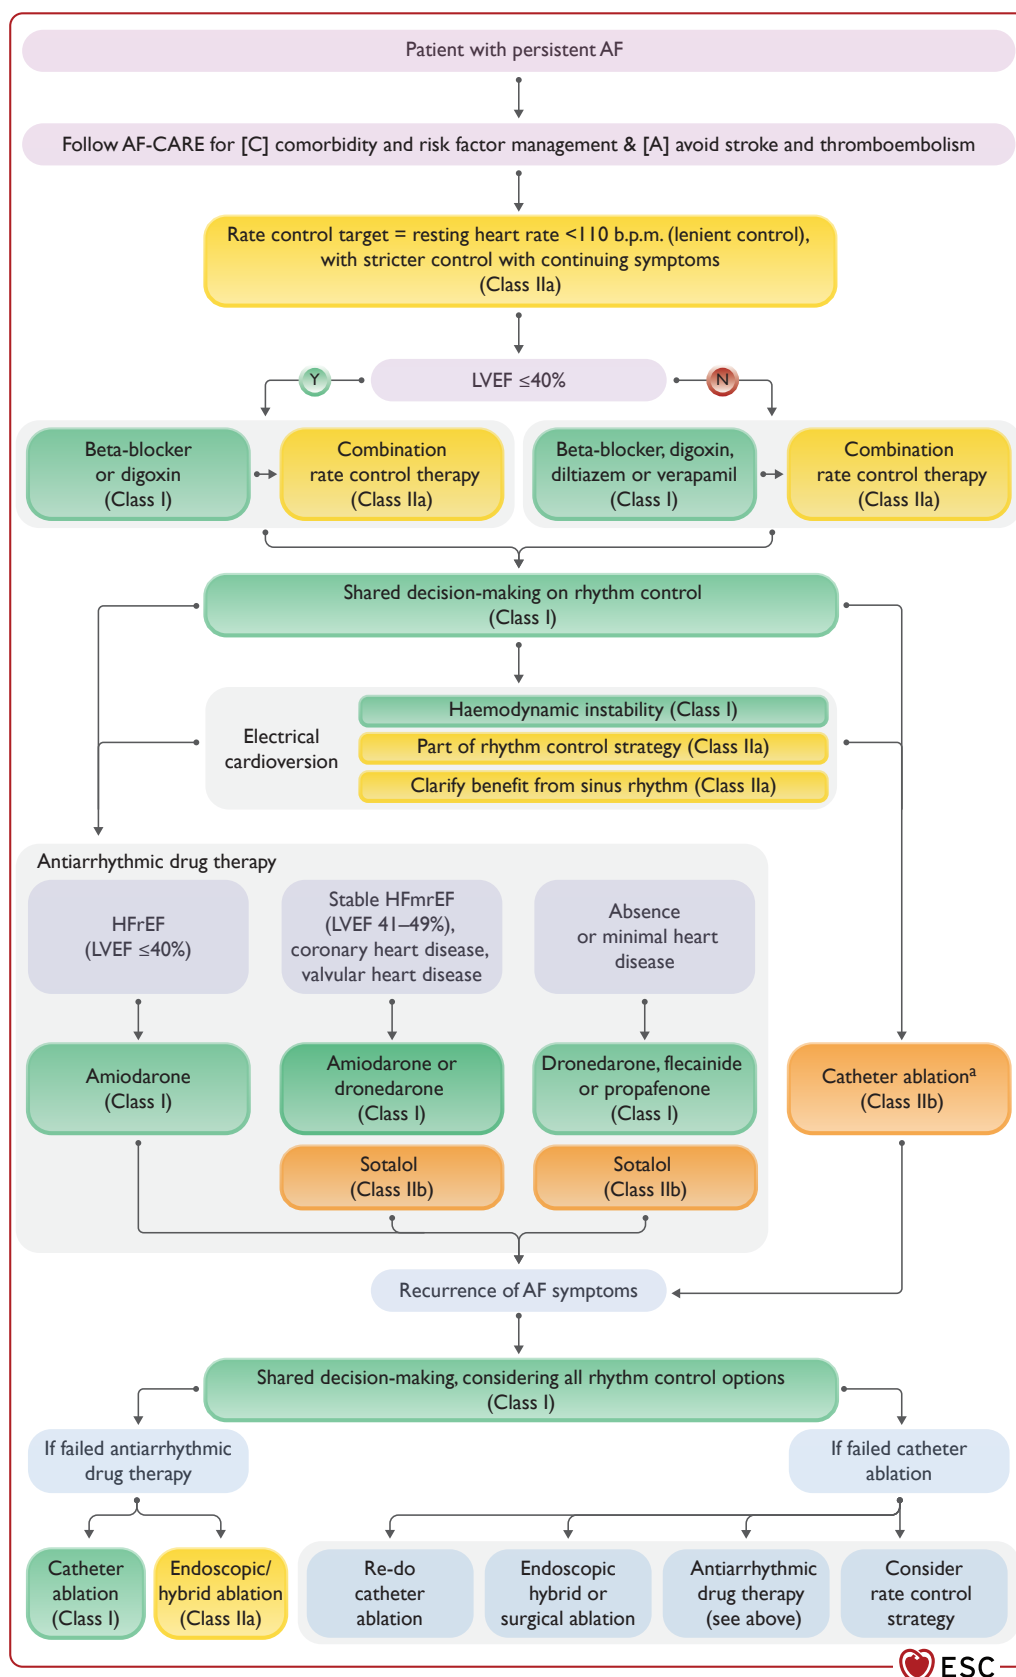 Patient with persistent AF
Follow AF-CARE for [C] comorbidity and risk factor management & [A] avoid stroke and thromboembolism
Rate control target = resting heart rate <110 b.p.m. (lenient control),
with stricter control with continuing symptoms
(Class IIa)
Y
LVEF ≤40%
N
Beta-blocker
or digoxin
(Class I)
Combination
rate control therapy
(Class IIa)
Beta-blocker, digoxin,
diltiazem or verapamil
(Class I)
Combination
rate control therapy
(Class IIa)
Shared decision-making on rhythm control
(Class I)
Electrical
cardioversion
Haemodynamic instability (Class I)
Part of rhythm control strategy (Class IIa)
Clarify benefit from sinus rhythm (Class IIa)
Antiarrhythmic drug therapy
HFrEF
(LVEF ≤40%)
Stable HFmrEF
(LVEF 41–49%),
coronary heart disease,
valvular heart disease
Absence
or minimal heart
disease
Amiodarone
(Class I)
Amiodarone or
dronedarone
(Class I)
Dronedarone, flecainide
or propafenone
(Class I)
Catheter ablationᵃ
(Class IIb)
Sotalol
(Class IIb)
Sotalol
(Class IIb)
Recurrence of AF symptoms
Shared decision-making, considering all rhythm control options
(Class I)
If failed antiarrhythmic
drug therapy
If failed catheter
ablation
Catheter
ablation
(Class I)
Endoscopic/
hybrid ablation
(Class IIa)
Re-do
catheter
ablation
Endoscopic
hybrid or
surgical ablation
Antiarrhythmic
drug therapy
(see above)
Consider
rate control
strategy
ESC